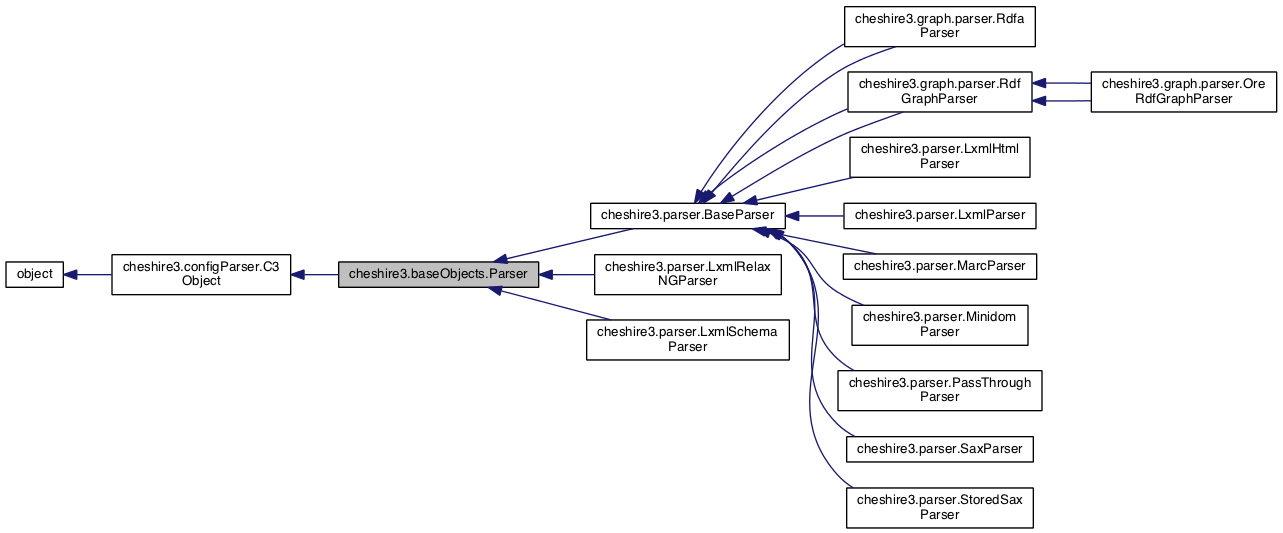 object
cheshire3.configParser.C3
Object
cheshire3.baseObjects.Parser
cheshire3.parser.BaseParser
cheshire3.parser.LxmlRelax
NGParser
cheshire3.parser.LxmlSchema
Parser
cheshire3.graph.parser.Rdfa
Parser
cheshire3.graph.parser.Rdf
GraphParser
cheshire3.graph.parser.Ore
RdfGraphParser
cheshire3.parser.LxmlHtml
Parser
cheshire3.parser.LxmlParser
cheshire3.parser.MarcParser
cheshire3.parser.Minidom
Parser
cheshire3.parser.PassThrough
Parser
cheshire3.parser.SaxParser
cheshire3.parser.StoredSax
Parser